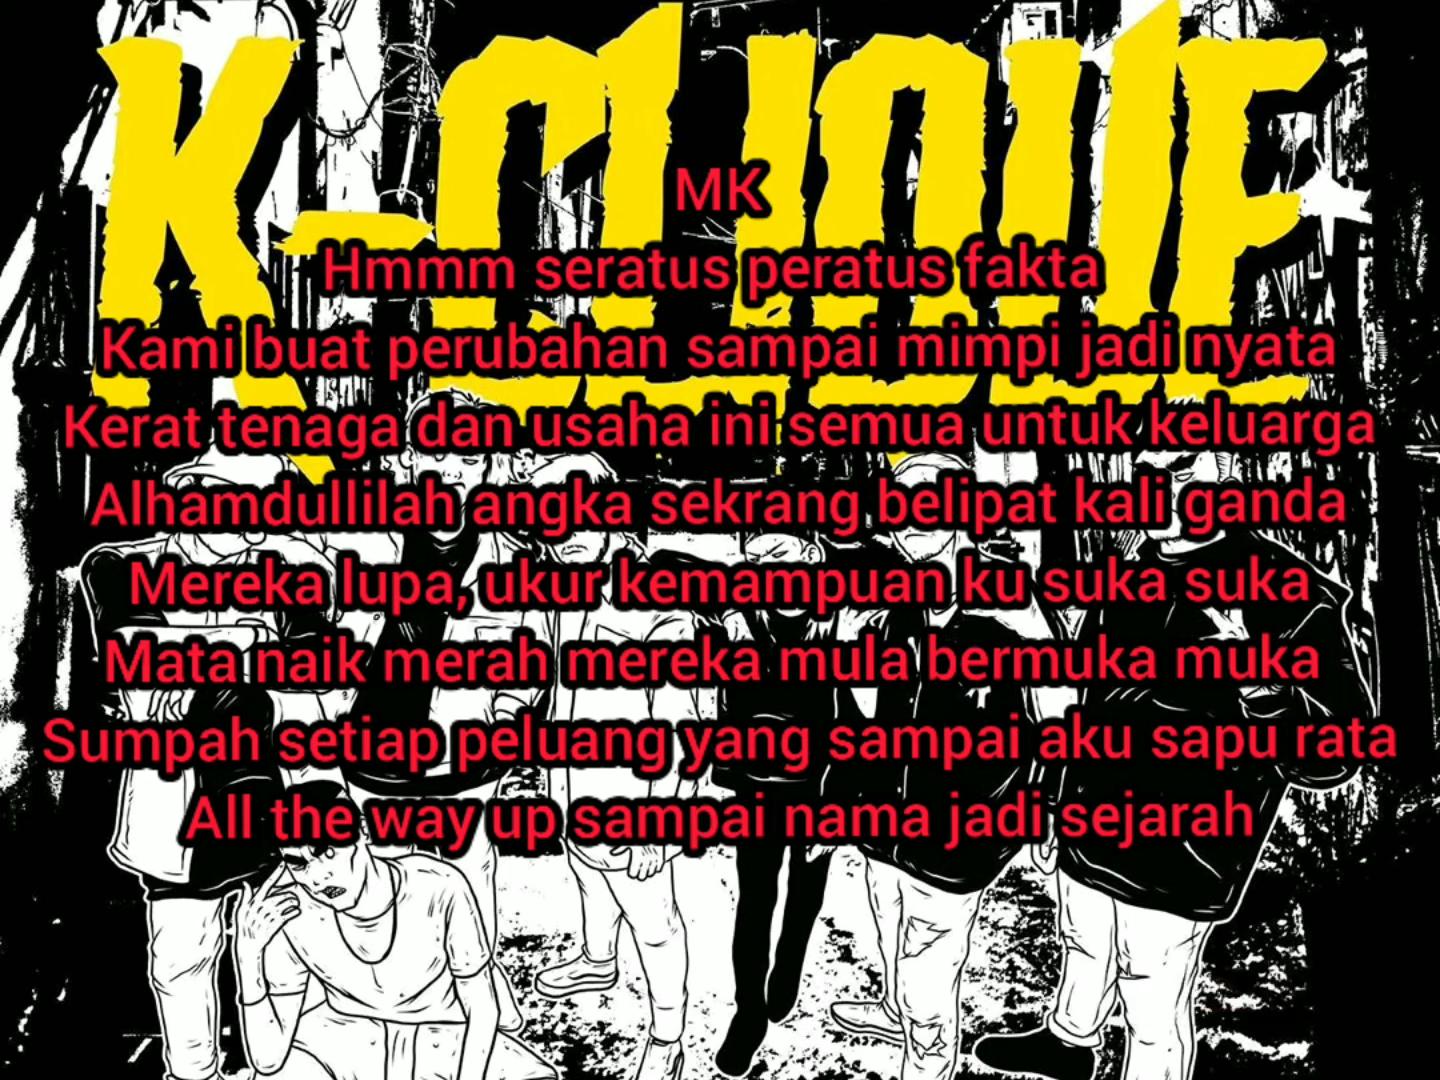 K-CLIQUE
MK
Hmmm seratus peratus fakta
Kami buat perubahan sampai mimpi jadi nyata
Kerat tenaga dan usaha ini semua untuk keluarga
Alhamdullilah angka sekrang belipat kali ganda
Mereka lupa, ukur kemampuan ku suka suka
Mata naik merah mereka mula bermuka muka
Sumpah setiap peluang yang sampai aku sapu rata
All the way up sampai nama jadi sejarah